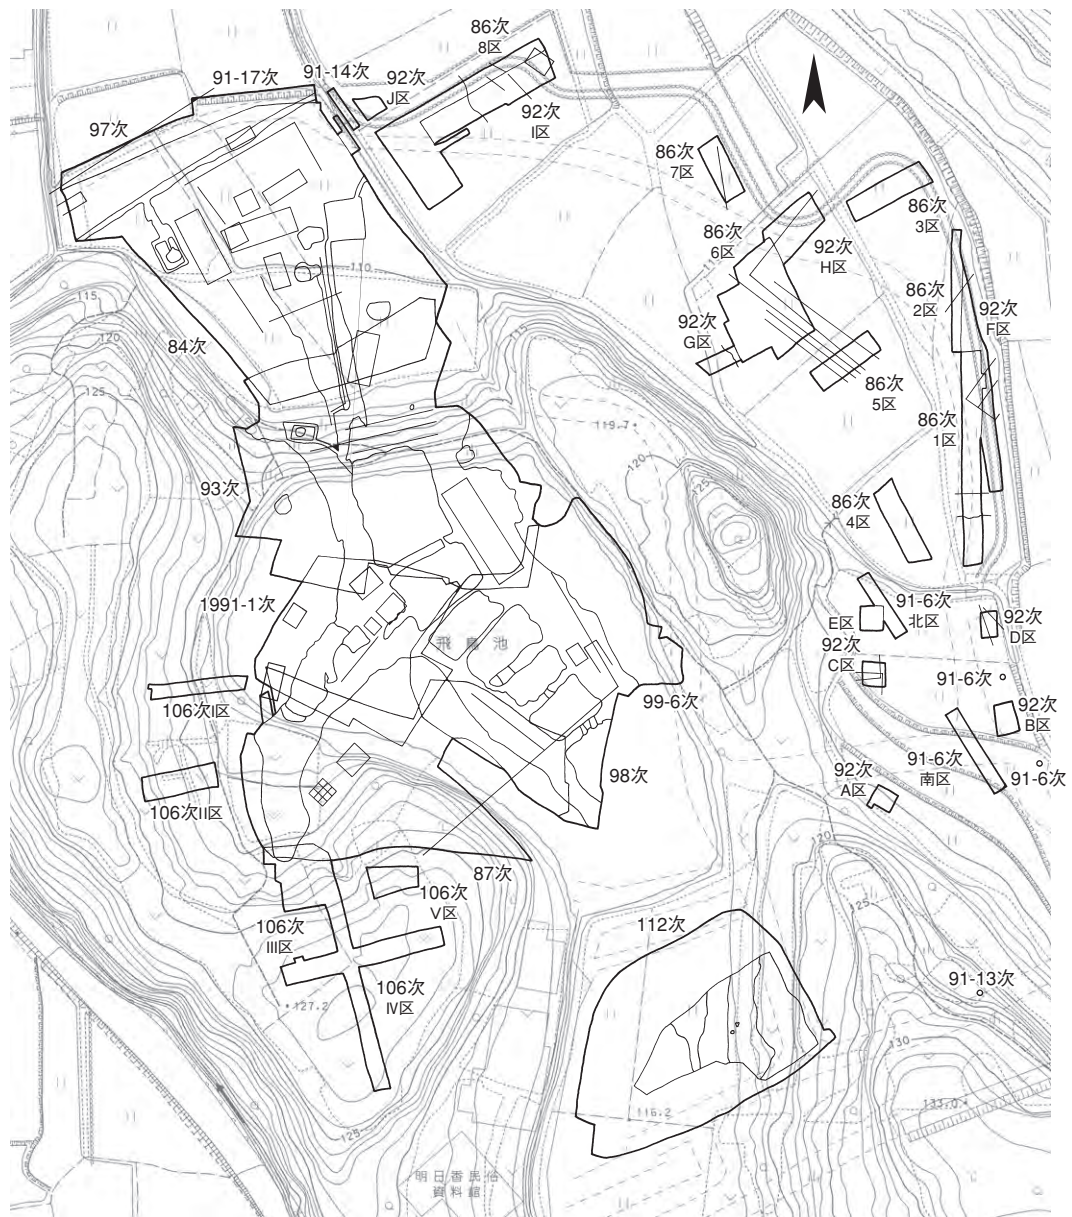 86次
8区
91-17次
91-14次
92次
J区
92次
I区
97次
86次
7区
86次
3区
86次
6区
92次
H区
110
115
86次
2区
92次
F区
120
92次
G区
84次
125
86次
5区
86次
1区
119.7
120
125
93次
86次
4区
1991-1次
91-6次
北区
E区
92次
D区
飛鳥池
92次
C区
91-6次
99-6次
106次I区
92次
B区
98次
91-6次
南区
91-6次
92次
A区
106次II区
120
87次
106次
V区
125
112次
106次
III区
91-13次
106次
IV区
127.2
130
133.0
116.2
125
明日香民俗
資料館